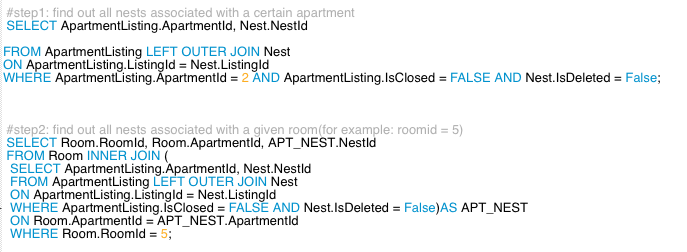 #step1: find out all nests associated with a certain apartment
SELECT ApartmentListing.ApartmentId, Nest.NestId
FROM ApartmentListing LEFT OUTER JOIN Nest
ON ApartmentListing.ListingId = Nest.ListingId
WHERE ApartmentListing.ApartmentId = 2 AND ApartmentListing.IsClosed = FALSE AND Nest.IsDeleted = False;
#step2: find out all nests associated with a given room(for example: roomid = 5)
SELECT Room.RoomId, Room.ApartmentId, APT_NEST.NestId
FROM Room INNER JOIN (
SELECT ApartmentListing.ApartmentId, Nest.NestId
FROM ApartmentListing LEFT OUTER JOIN Nest
ON ApartmentListing.ListingId = Nest.ListingId
WHERE ApartmentListing.IsClosed = FALSE AND Nest.IsDeleted = False)AS APT_NEST
ON Room.ApartmentId = APT_NEST.ApartmentId
WHERE Room.RoomId = 5;